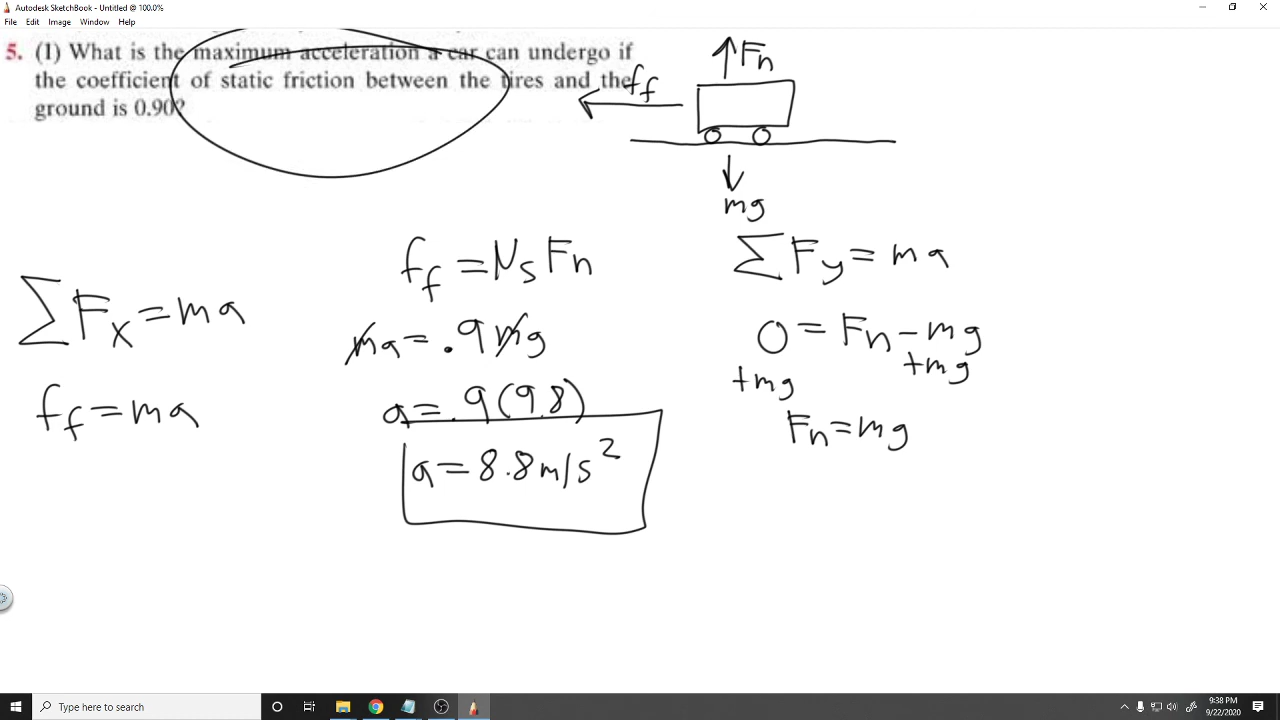 Autodesk SketchBook - Untitled @ 100.0%
File Edit Image Window Help
5. (1) What is the maximum acceleration a car can undergo if
the coefficient of static friction between the tires and the
ground is 0.90?
Fn
ff
mg
ff = μs Fn
ΣFy = ma
ΣFx = ma
ma = .9 mg
0 = Fn - mg
+mg +mg
a = .9(9.8)
ff = ma
Fn = mg
a = 8.8 m/s²
Type here to search
9:38 PM
9/22/2020